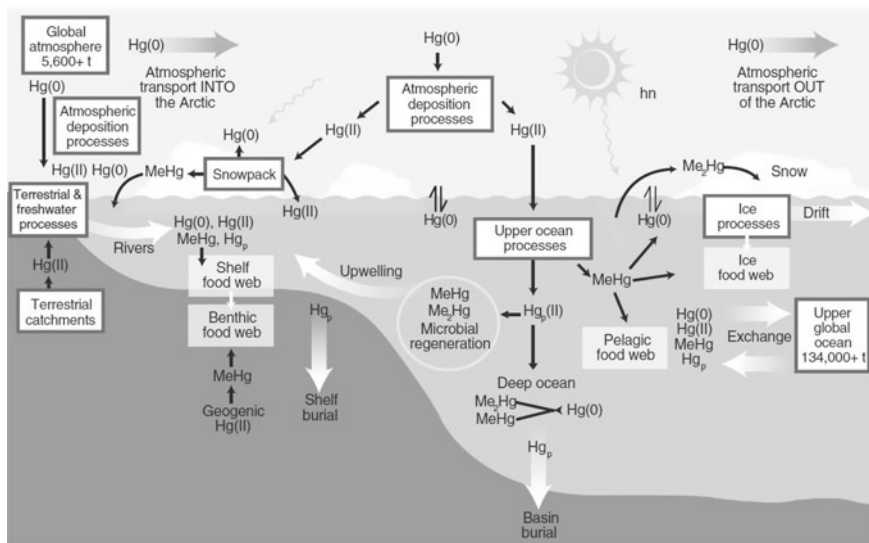 Global
atmosphere
5,600+ t
Hg(0)
Atmospheric
transport INTO
the Arctic
Hg(0)
Atmospheric
deposition
processes
Hg(II) Hg(0)
MeHg
Hg(0)
Snowpack
Hg(II)
Hg(II)
Hg(0)
Atmospheric
deposition
processes
Hg(II)
hn
Hg(0)
Atmospheric
transport OUT
of the Arctic
Terrestrial &
freshwater
processes
Hg(II)
Terrestrial
catchments
Rivers
Hg(0), Hg(II)
MeHg, Hgp
Shelf
food web
Benthic
food web
MeHg
Geogenic
Hg(II)
Hgp
Shelf
burial
Upwelling
Hg(0)
Upper ocean
processes
MeHg
Me2Hg
Microbial
regeneration
Hgp(II)
Deep ocean
Me2Hg
MeHg
Hg(0)
Hgp
Basin
burial
MeHg
Pelagic
food web
Hg(0)
Me2Hg
Snow
Ice
processes
Drift
Ice
food web
Hg(0)
Hg(II)
MeHg
Hgp
Exchange
Upper
global
ocean
134,000+ t